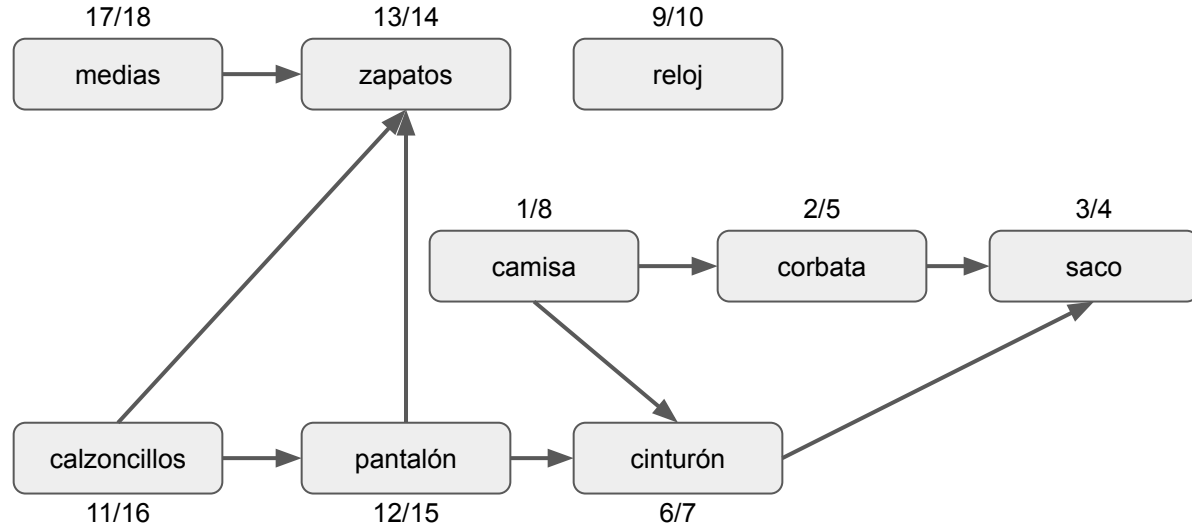 17/18 13/14 9/10
medias zapatos reloj
1/8 2/5 3/4
camisa corbata saco
calzoncillos pantalón cinturón
11/16 12/15 6/7